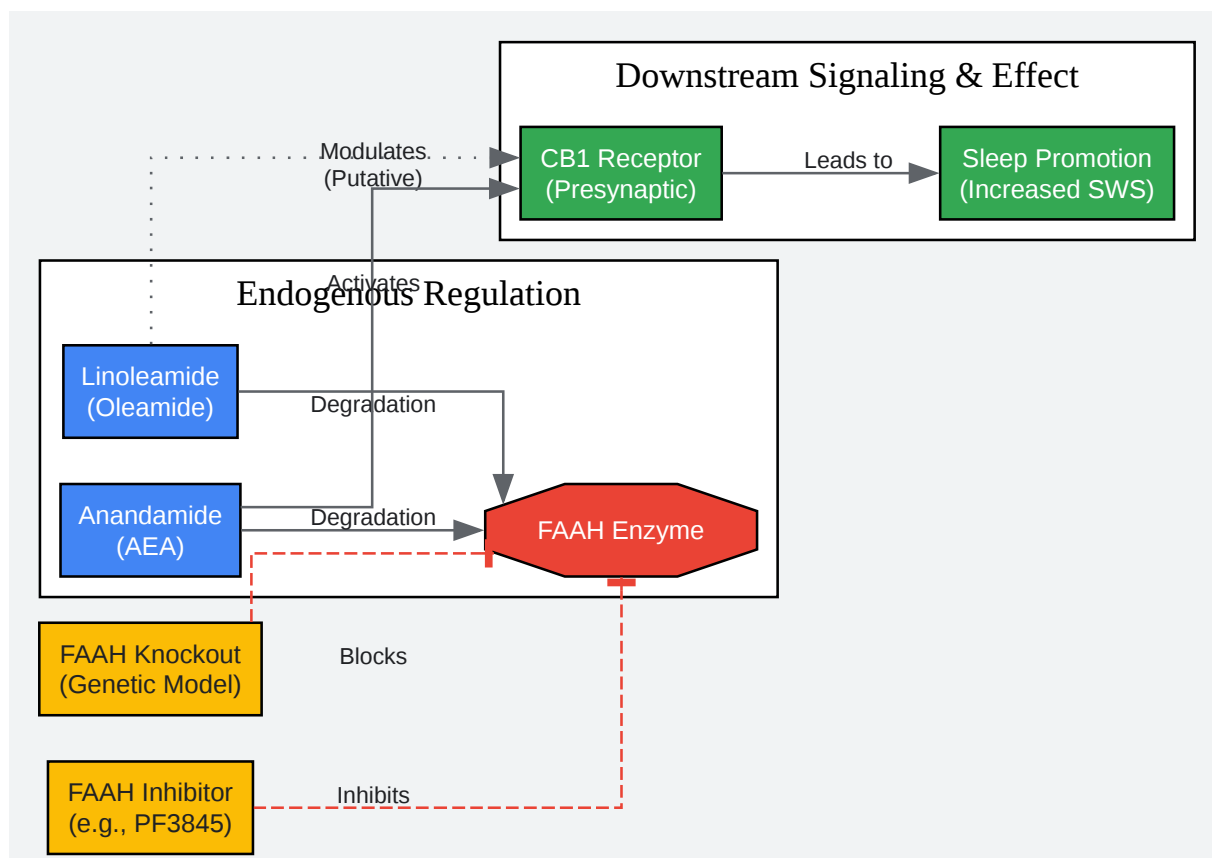 Downstream Signaling & Effect
Modulates
(Putative)
CB1 Receptor
(Presynaptic)
Leads to
Sleep Promotion
(Increased SWS)
Activates
Endogenous Regulation
Linoleamide
(Oleamide)
Degradation
Anandamide
(AEA)
Degradation
FAAH Enzyme
FAAH Knockout
(Genetic Model)
Blocks
FAAH Inhibitor
(e.g., PF3845)
Inhibits